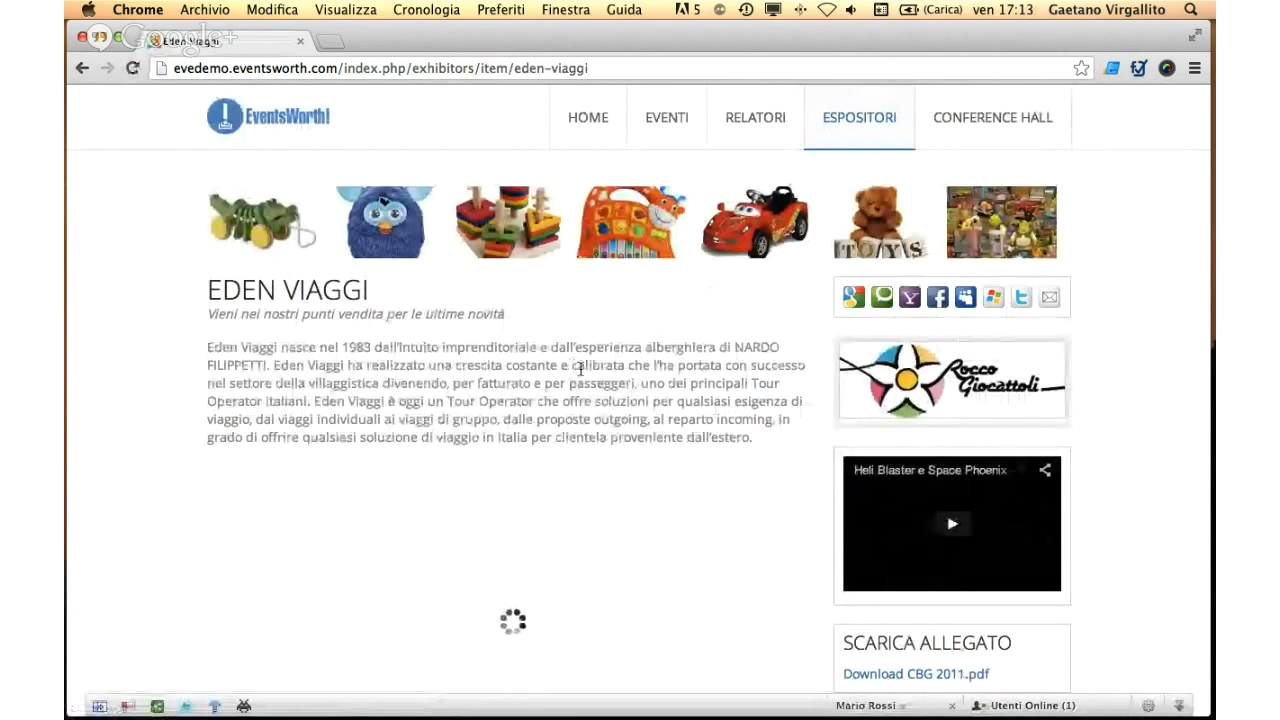 Chrome Archivio Modifica Visualizza Cronologia Preferiti Finestra Guida 5 (Carica) ven 17:13 Gaetano Virgallito
Google+
Eden Viaggi
evedemo.eventsworth.com/index.php/exhibitors/item/eden-viaggi
EventsWorth!
HOME EVENTI RELATORI ESPOSITORI CONFERENCE HALL
TOYS
EDEN VIAGGI
Vieni nei nostri punti vendita per le ultime novità
Eden Viaggi nasce nel 1983 dall'intuito imprenditoriale e dall'esperienza alberghiera di NARDO
FILIPPETTI. Eden Viaggi ha realizzato una crescita costante e calibrata che l'ha portata con successo
nel settore della villaggistica divenendo, per fatturato e per passeggeri, uno dei principali Tour
Operator italiani. Eden Viaggi è oggi un Tour Operator che offre soluzioni per qualsiasi esigenza di
viaggio, dai viaggi individuali ai viaggi di gruppo, dalle proposte outgoing, al reparto incoming, in
grado di offrire qualsiasi soluzione di viaggio in Italia per clientela proveniente dall'estero.
Rocco
Giocattoli
Heli Blaster e Space Phoenix
SCARICA ALLEGATO
Download CBG 2011.pdf
Mario Rossi
Utenti Online (1)